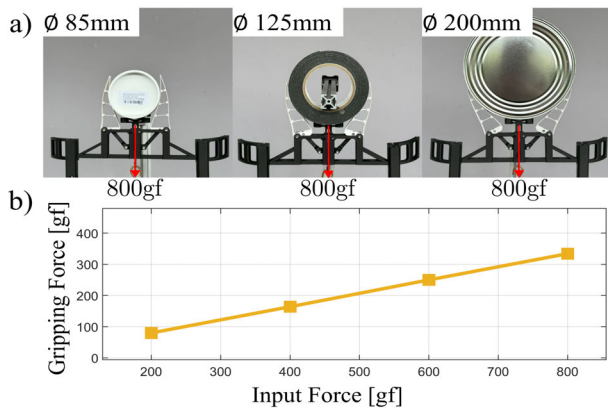 a)
Ø 85mm
Ø 125mm
Ø 200mm
800gf
800gf
800gf
b)
Gripping Force [gf]
400
300
200
100
0
200
300
400
500
600
700
800
Input Force [gf]